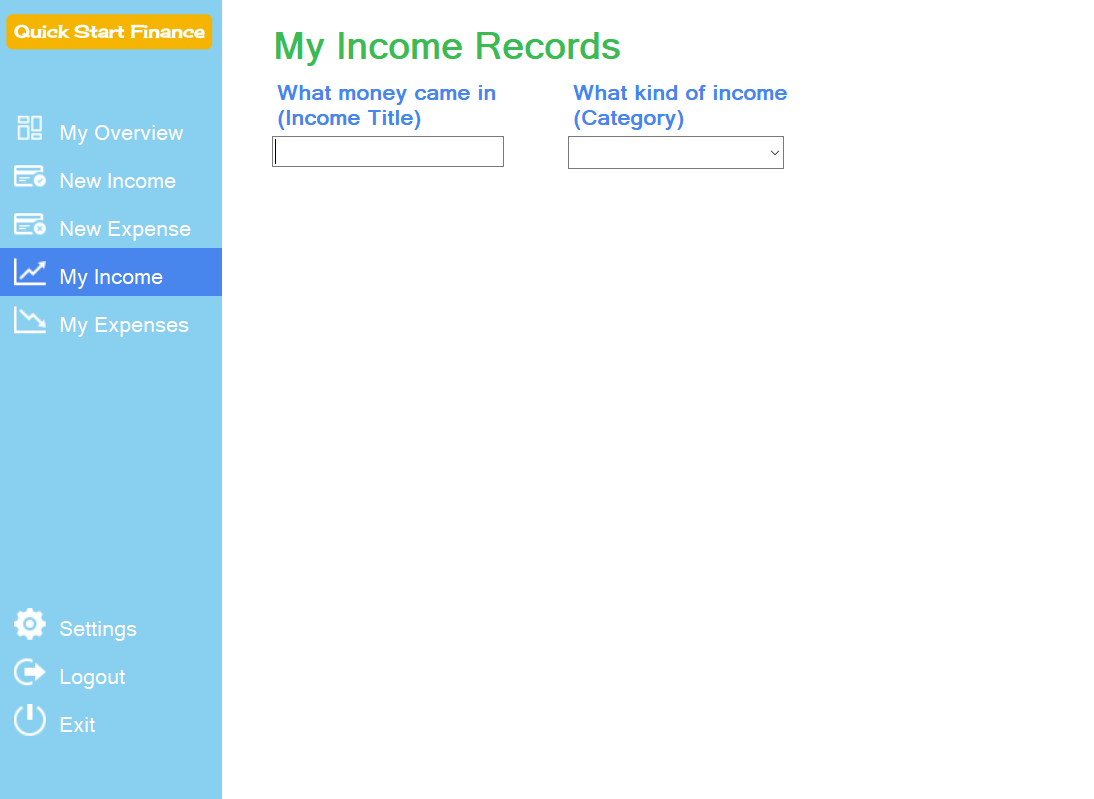 Quick Start Finance
My Overview
New Income
New Expense
My Income
My Expenses
Settings
Logout
Exit
My Income Records
What money came in
(Income Title)
What kind of income
(Category)